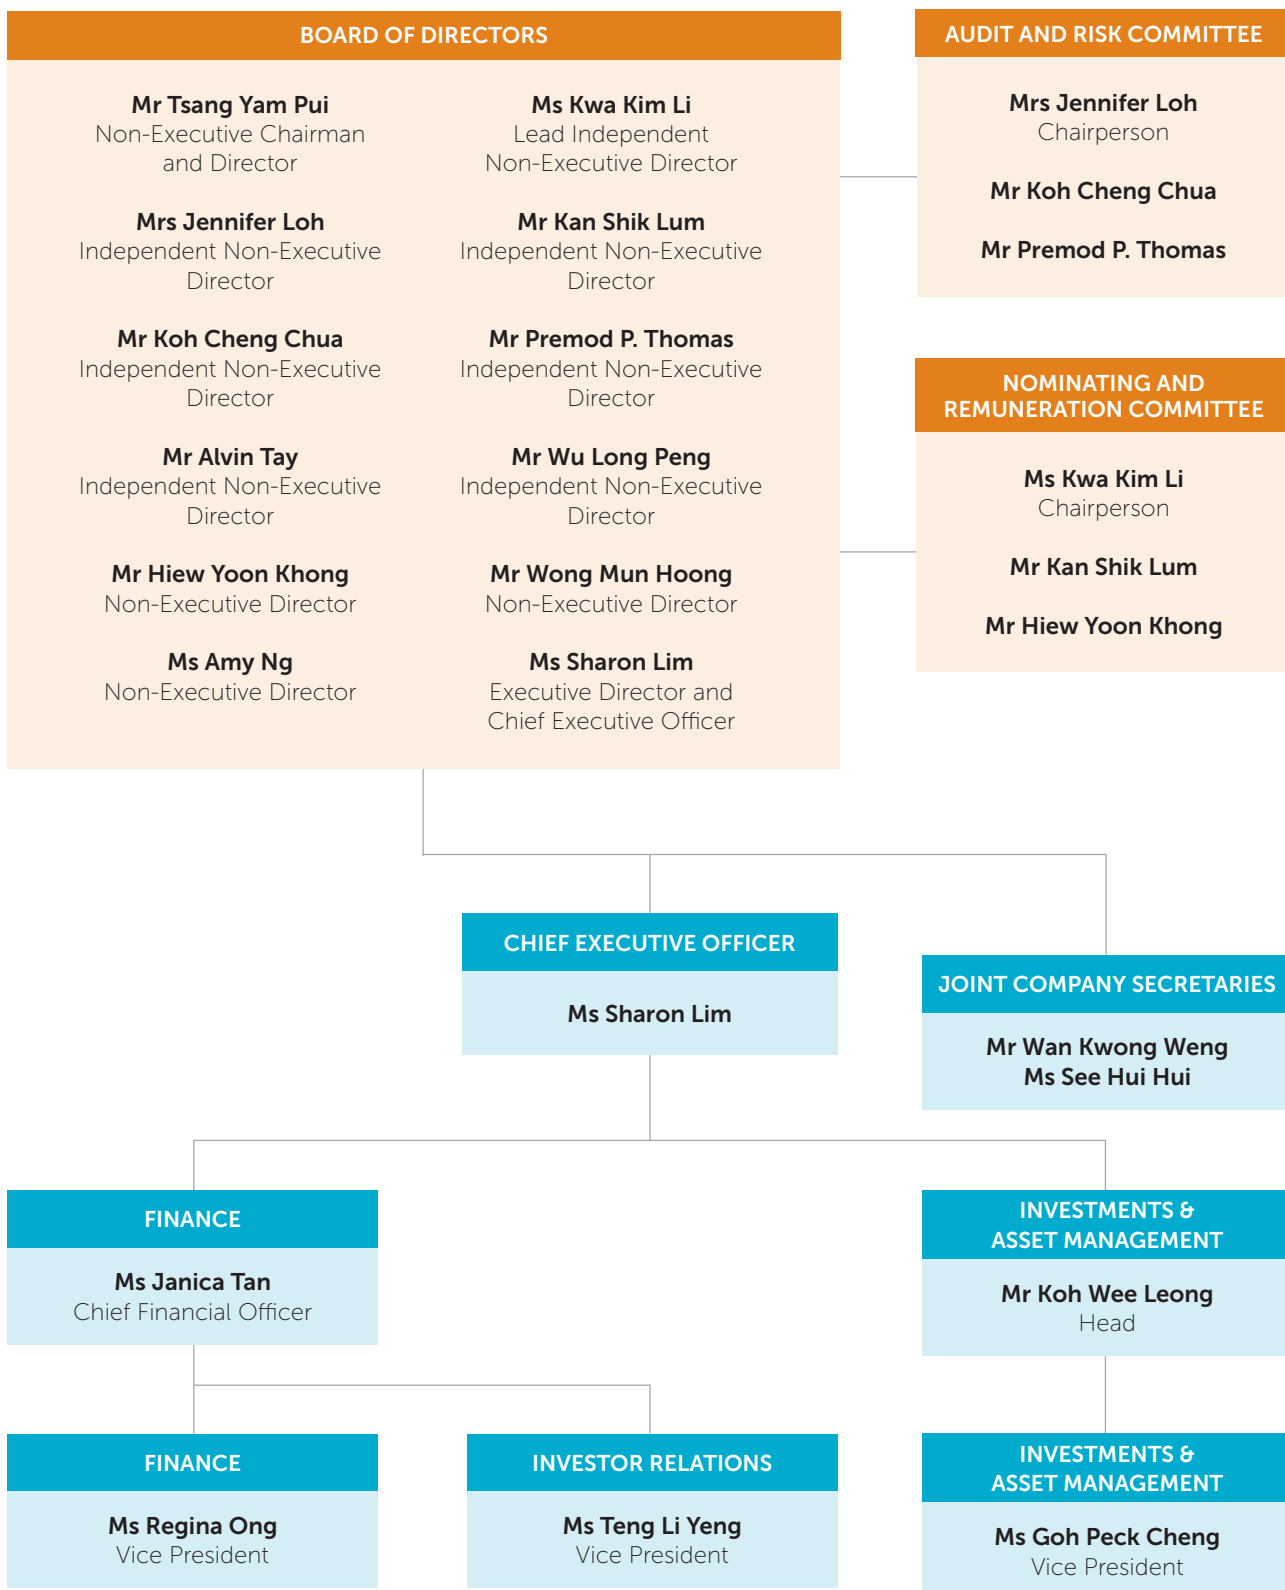 BOARD OF DIRECTORS
Mr Tsang Yam Pui
Non-Executive Chairman
and Director
Ms Kwa Kim Li
Lead Independent
Non-Executive Director
Mrs Jennifer Loh
Independent Non-Executive
Director
Mr Kan Shik Lum
Independent Non-Executive
Director
Mr Koh Cheng Chua
Independent Non-Executive
Director
Mr Premod P. Thomas
Independent Non-Executive
Director
Mr Alvin Tay
Independent Non-Executive
Director
Mr Wu Long Peng
Independent Non-Executive
Director
Mr Hiew Yoon Khong
Non-Executive Director
Mr Wong Mun Hoong
Non-Executive Director
Ms Amy Ng
Non-Executive Director
Ms Sharon Lim
Executive Director and
Chief Executive Officer
AUDIT AND RISK COMMITTEE
Mrs Jennifer Loh
Chairperson
Mr Koh Cheng Chua
Mr Premod P. Thomas
NOMINATING AND
REMUNERATION COMMITTEE
Ms Kwa Kim Li
Chairperson
Mr Kan Shik Lum
Mr Hiew Yoon Khong
CHIEF EXECUTIVE OFFICER
Ms Sharon Lim
JOINT COMPANY SECRETARIES
Mr Wan Kwong Weng
Ms See Hui Hui
FINANCE
Ms Janica Tan
Chief Financial Officer
INVESTMENTS &
ASSET MANAGEMENT
Mr Koh Wee Leong
Head
FINANCE
Ms Regina Ong
Vice President
INVESTOR RELATIONS
Ms Teng Li Yeng
Vice President
INVESTMENTS &
ASSET MANAGEMENT
Ms Goh Peck Cheng
Vice President